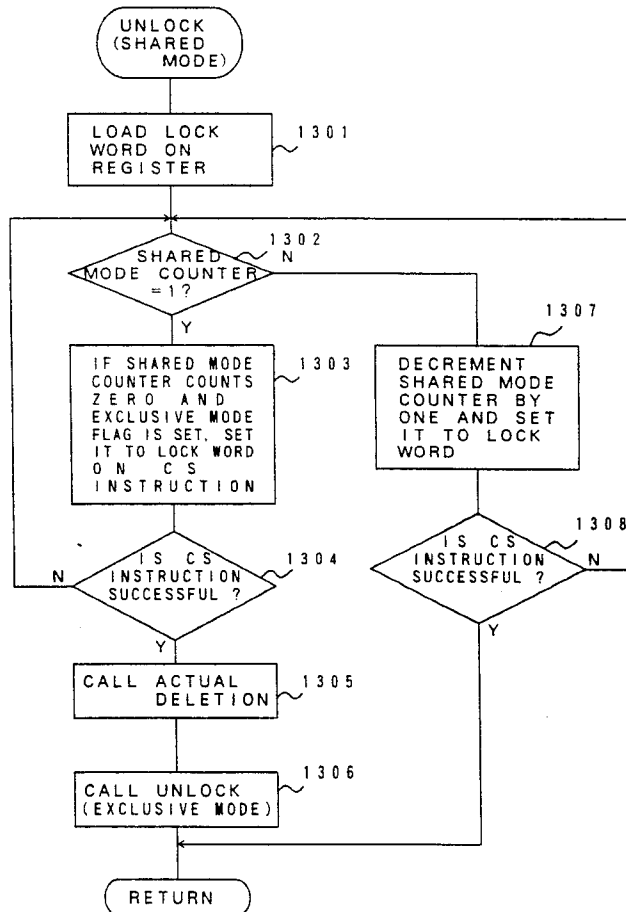 UNLOCK
(SHARED
MODE)
LOAD LOCK
WORD ON
REGISTER
1301
1302
SHARED
MODE COUNTER
=1?
N
Y
IF SHARED MODE
COUNTER COUNTS
ZERO AND
EXCLUSIVE MODE
FLAG IS SET, SET
IT TO LOCK WORD
ON CS
INSTRUCTION
1303
1307
DECREMENT
SHARED MODE
COUNTER BY
ONE AND SET
IT TO LOCK
WORD
IS CS
INSTRUCTION
SUCCESSFUL ?
1304
N
Y
IS CS
INSTRUCTION
SUCCESSFUL ?
1308
N
Y
CALL ACTUAL
DELETION
1305
CALL UNLOCK
(EXCLUSIVE MODE)
1306
RETURN